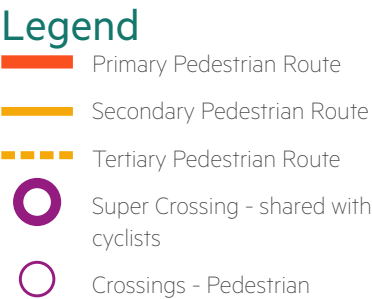 Legend
Primary Pedestrian Route
Secondary Pedestrian Route
Tertiary Pedestrian Route
Super Crossing - shared with
cyclists
Crossings - Pedestrian